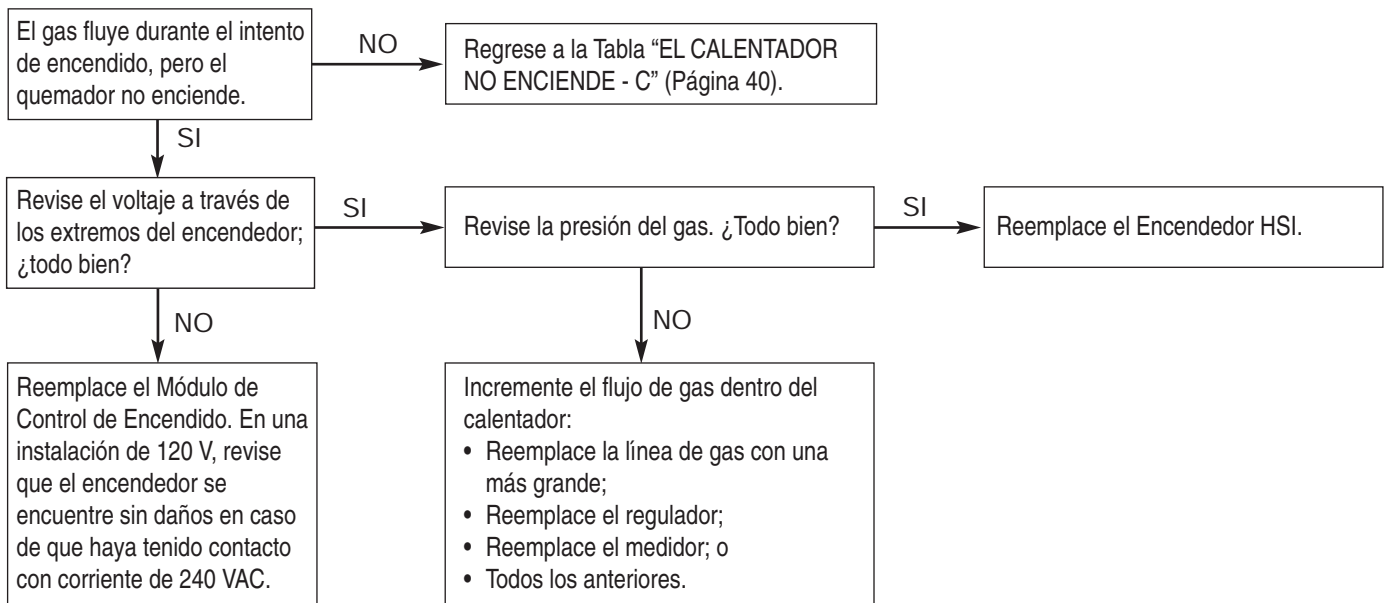 El gas fluye durante el intento
de encendido, pero el
quemador no enciende.
NO
Regrese a la Tabla “EL CALENTADOR
NO ENCIENDE - C” (Página 40).
SI
Revise el voltaje a través de
los extremos del encendedor;
¿todo bien?
SI
Revise la presión del gas. ¿Todo bien?
SI
Reemplace el Encendedor HSI.
NO
NO
Reemplace el Módulo de
Control de Encendido. En una
instalación de 120 V, revise
que el encendedor se
encuentre sin daños en caso
de que haya tenido contacto
con corriente de 240 VAC.
Incremente el flujo de gas dentro del
calentador:
• Reemplace la línea de gas con una
más grande;
• Reemplace el regulador;
• Reemplace el medidor; o
• Todos los anteriores.